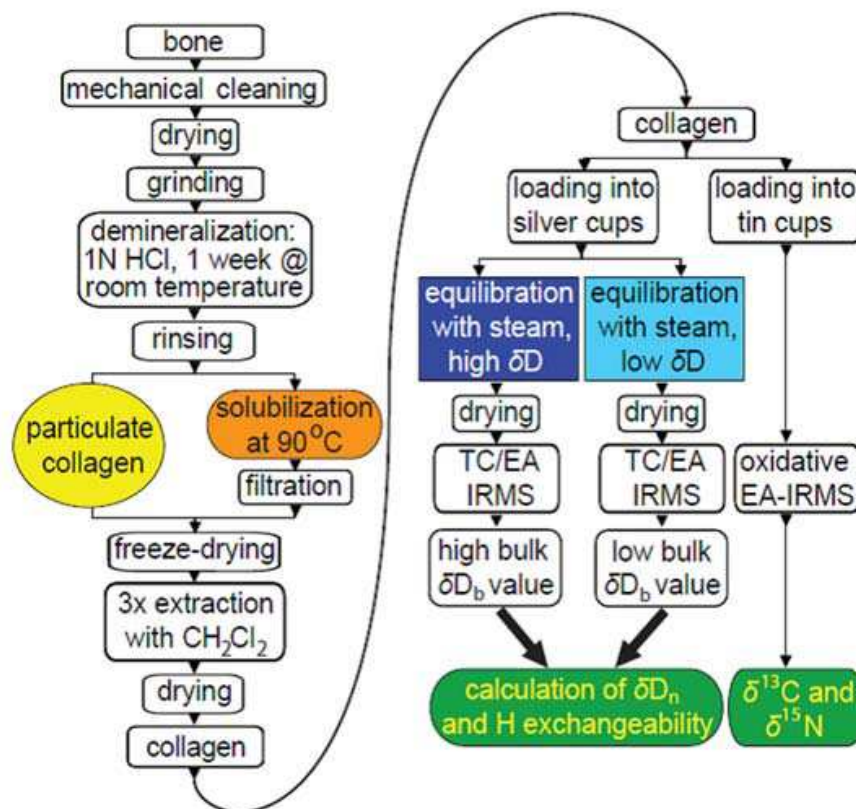 bone
mechanical cleaning
drying
grinding
demineralization:
1N HCl, 1 week @
room temperature
rinsing
particulate
collagen
solubilization
at 90°C
filtration
freeze-drying
3x extraction
with CH₂Cl₂
drying
collagen
collagen
loading into
silver cups
loading into
tin cups
equilibration
with steam,
high δD
equilibration
with steam,
low δD
drying
drying
TC/EA
IRMS
TC/EA
IRMS
oxidative
EA-IRMS
high bulk
δD_b value
low bulk
δD_b value
calculation of δDₙ
and H exchangeability
δ¹³C and
δ¹⁵N